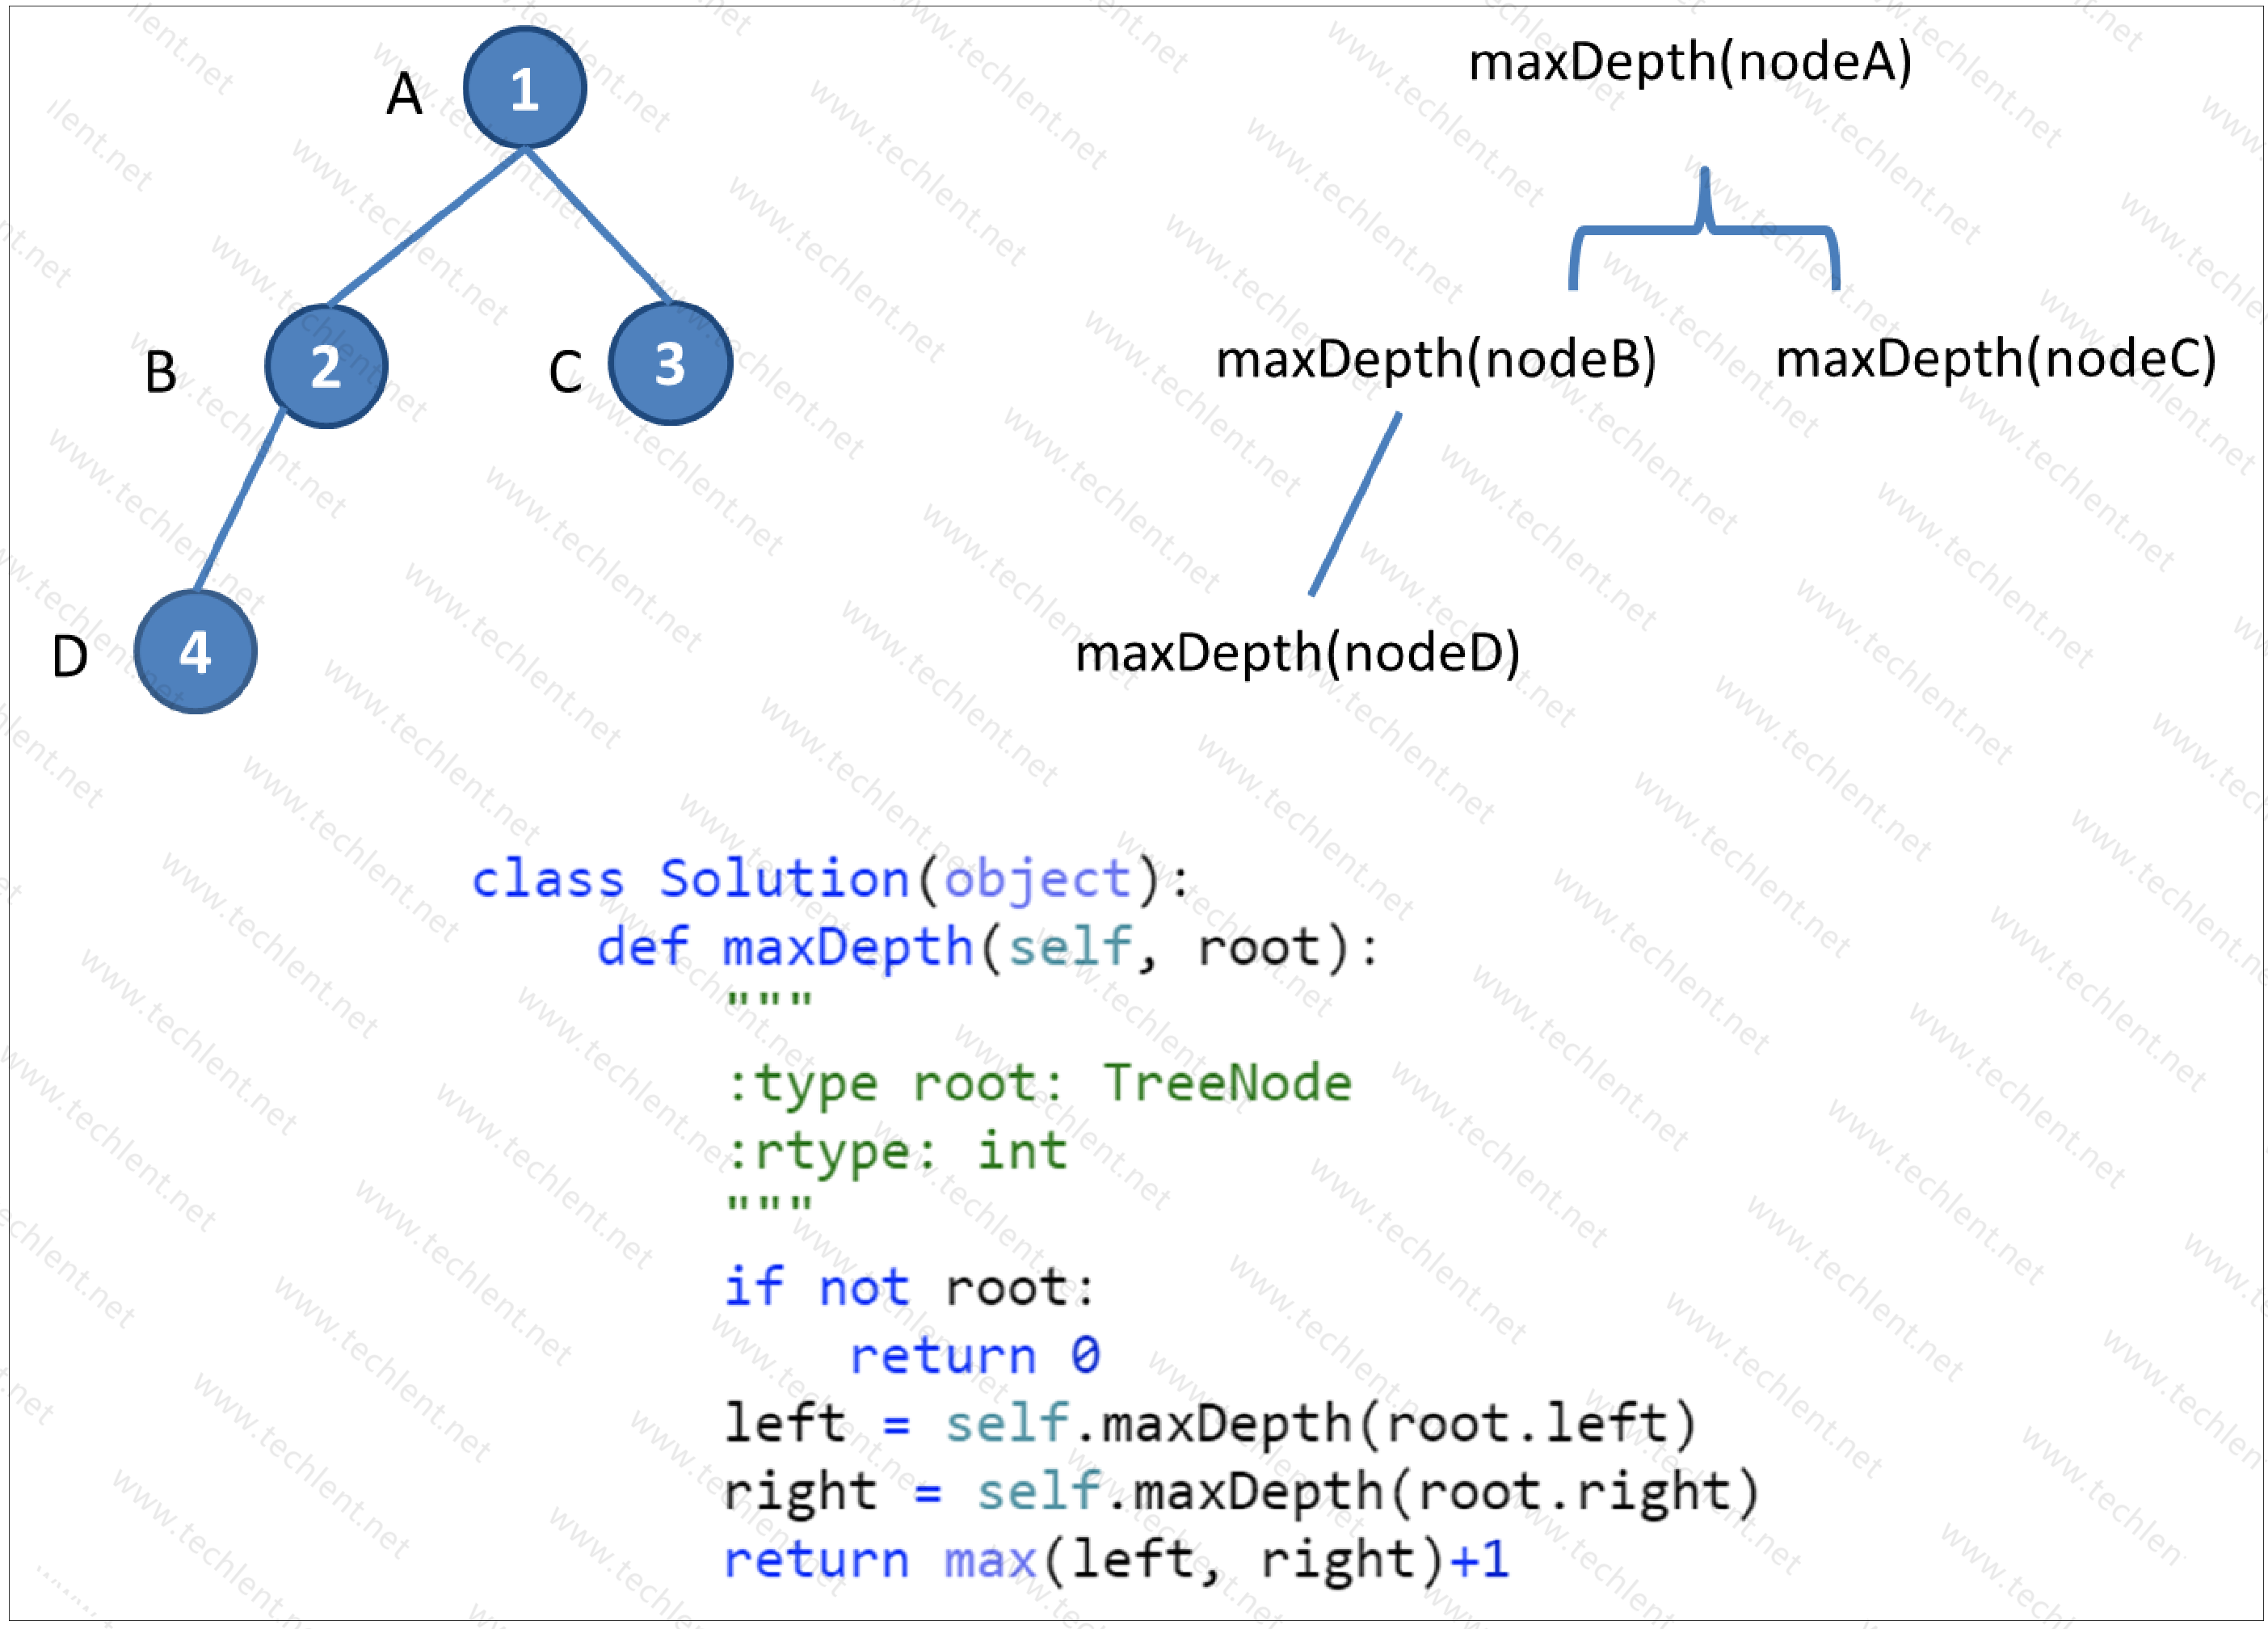 A 1
B 2
C 3
D 4
maxDepth(nodeA)
maxDepth(nodeB) maxDepth(nodeC)
maxDepth(nodeD)
class Solution(object):
    def maxDepth(self, root):
        """
        :type root: TreeNode
        :rtype: int
        """
        if not root:
            return 0
        left = self.maxDepth(root.left)
        right = self.maxDepth(root.right)
        return max(left, right)+1
www.techlent.net